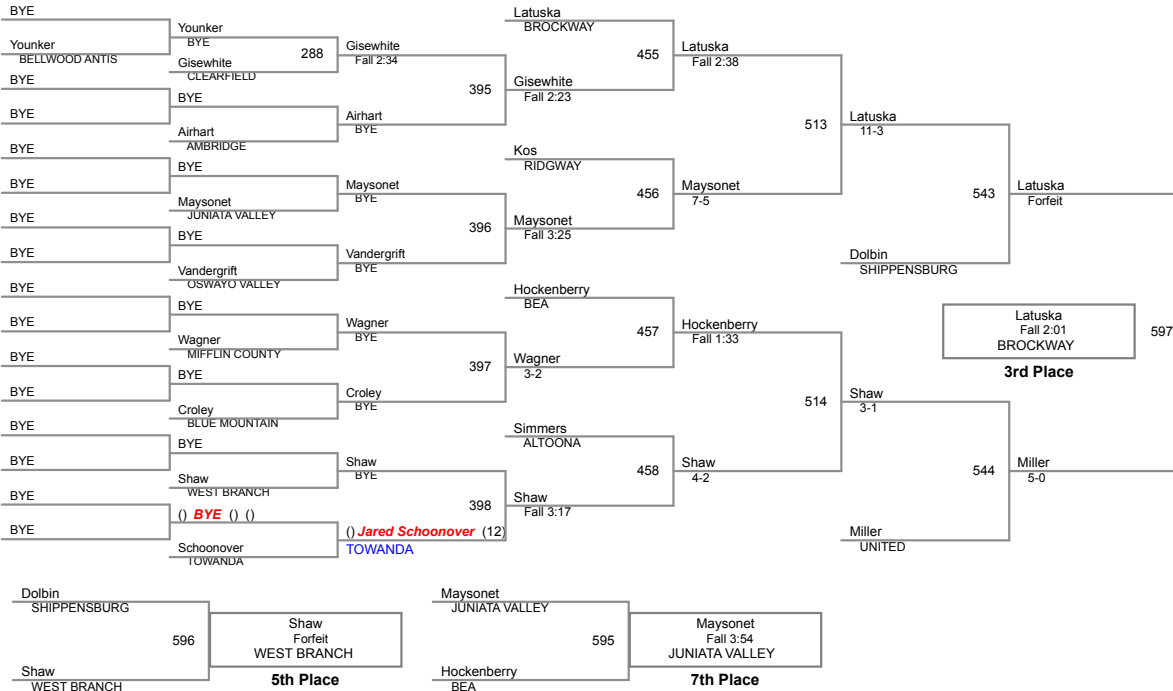 BYE
Younker
BELLWOOD ANTIS
BYE
BYE
BYE
BYE
BYE
BYE
BYE
BYE
BYE
BYE
BYE
BYE
BYE
BYE
Younker
BYE
288
Gisewhite
CLEARFIELD
BYE
Airhart
AMBRIDGE
BYE
Maysonet
JUNIATA VALLEY
BYE
Vandergrift
OSWAYO VALLEY
BYE
Wagner
MIFFLIN COUNTY
BYE
Croley
BLUE MOUNTAIN
BYE
Shaw
WEST BRANCH
() BYE () ()
Schoonover
TOWANDA
Gisewhite
Fall 2:34
395
Airhart
BYE
Maysonet
BYE
396
Vandergrift
BYE
Wagner
BYE
397
Croley
BYE
Shaw
BYE
398
() Jared Schoonover (12)
TOWANDA
Latuska
BROCKWAY
455
Gisewhite
Fall 2:23
Kos
RIDGWAY
456
Maysonet
Fall 3:25
Hockenberry
BEA
457
Wagner
3-2
Simmers
ALTOONA
458
Shaw
Fall 3:17
Latuska
Fall 2:38
513
Maysonet
7-5
Hockenberry
Fall 1:33
514
Shaw
4-2
Latuska
11-3
543
Dolbin
SHIPPENSBURG
Shaw
3-1
544
Miller
UNITED
Latuska
Forfeit
Latuska
Fall 2:01
BROCKWAY
597
3rd Place
Miller
5-0
Dolbin
SHIPPENSBURG
596
Shaw
WEST BRANCH
Shaw
Forfeit
WEST BRANCH
5th Place
Maysonet
JUNIATA VALLEY
595
Hockenberry
BEA
Maysonet
Fall 3:54
JUNIATA VALLEY
7th Place